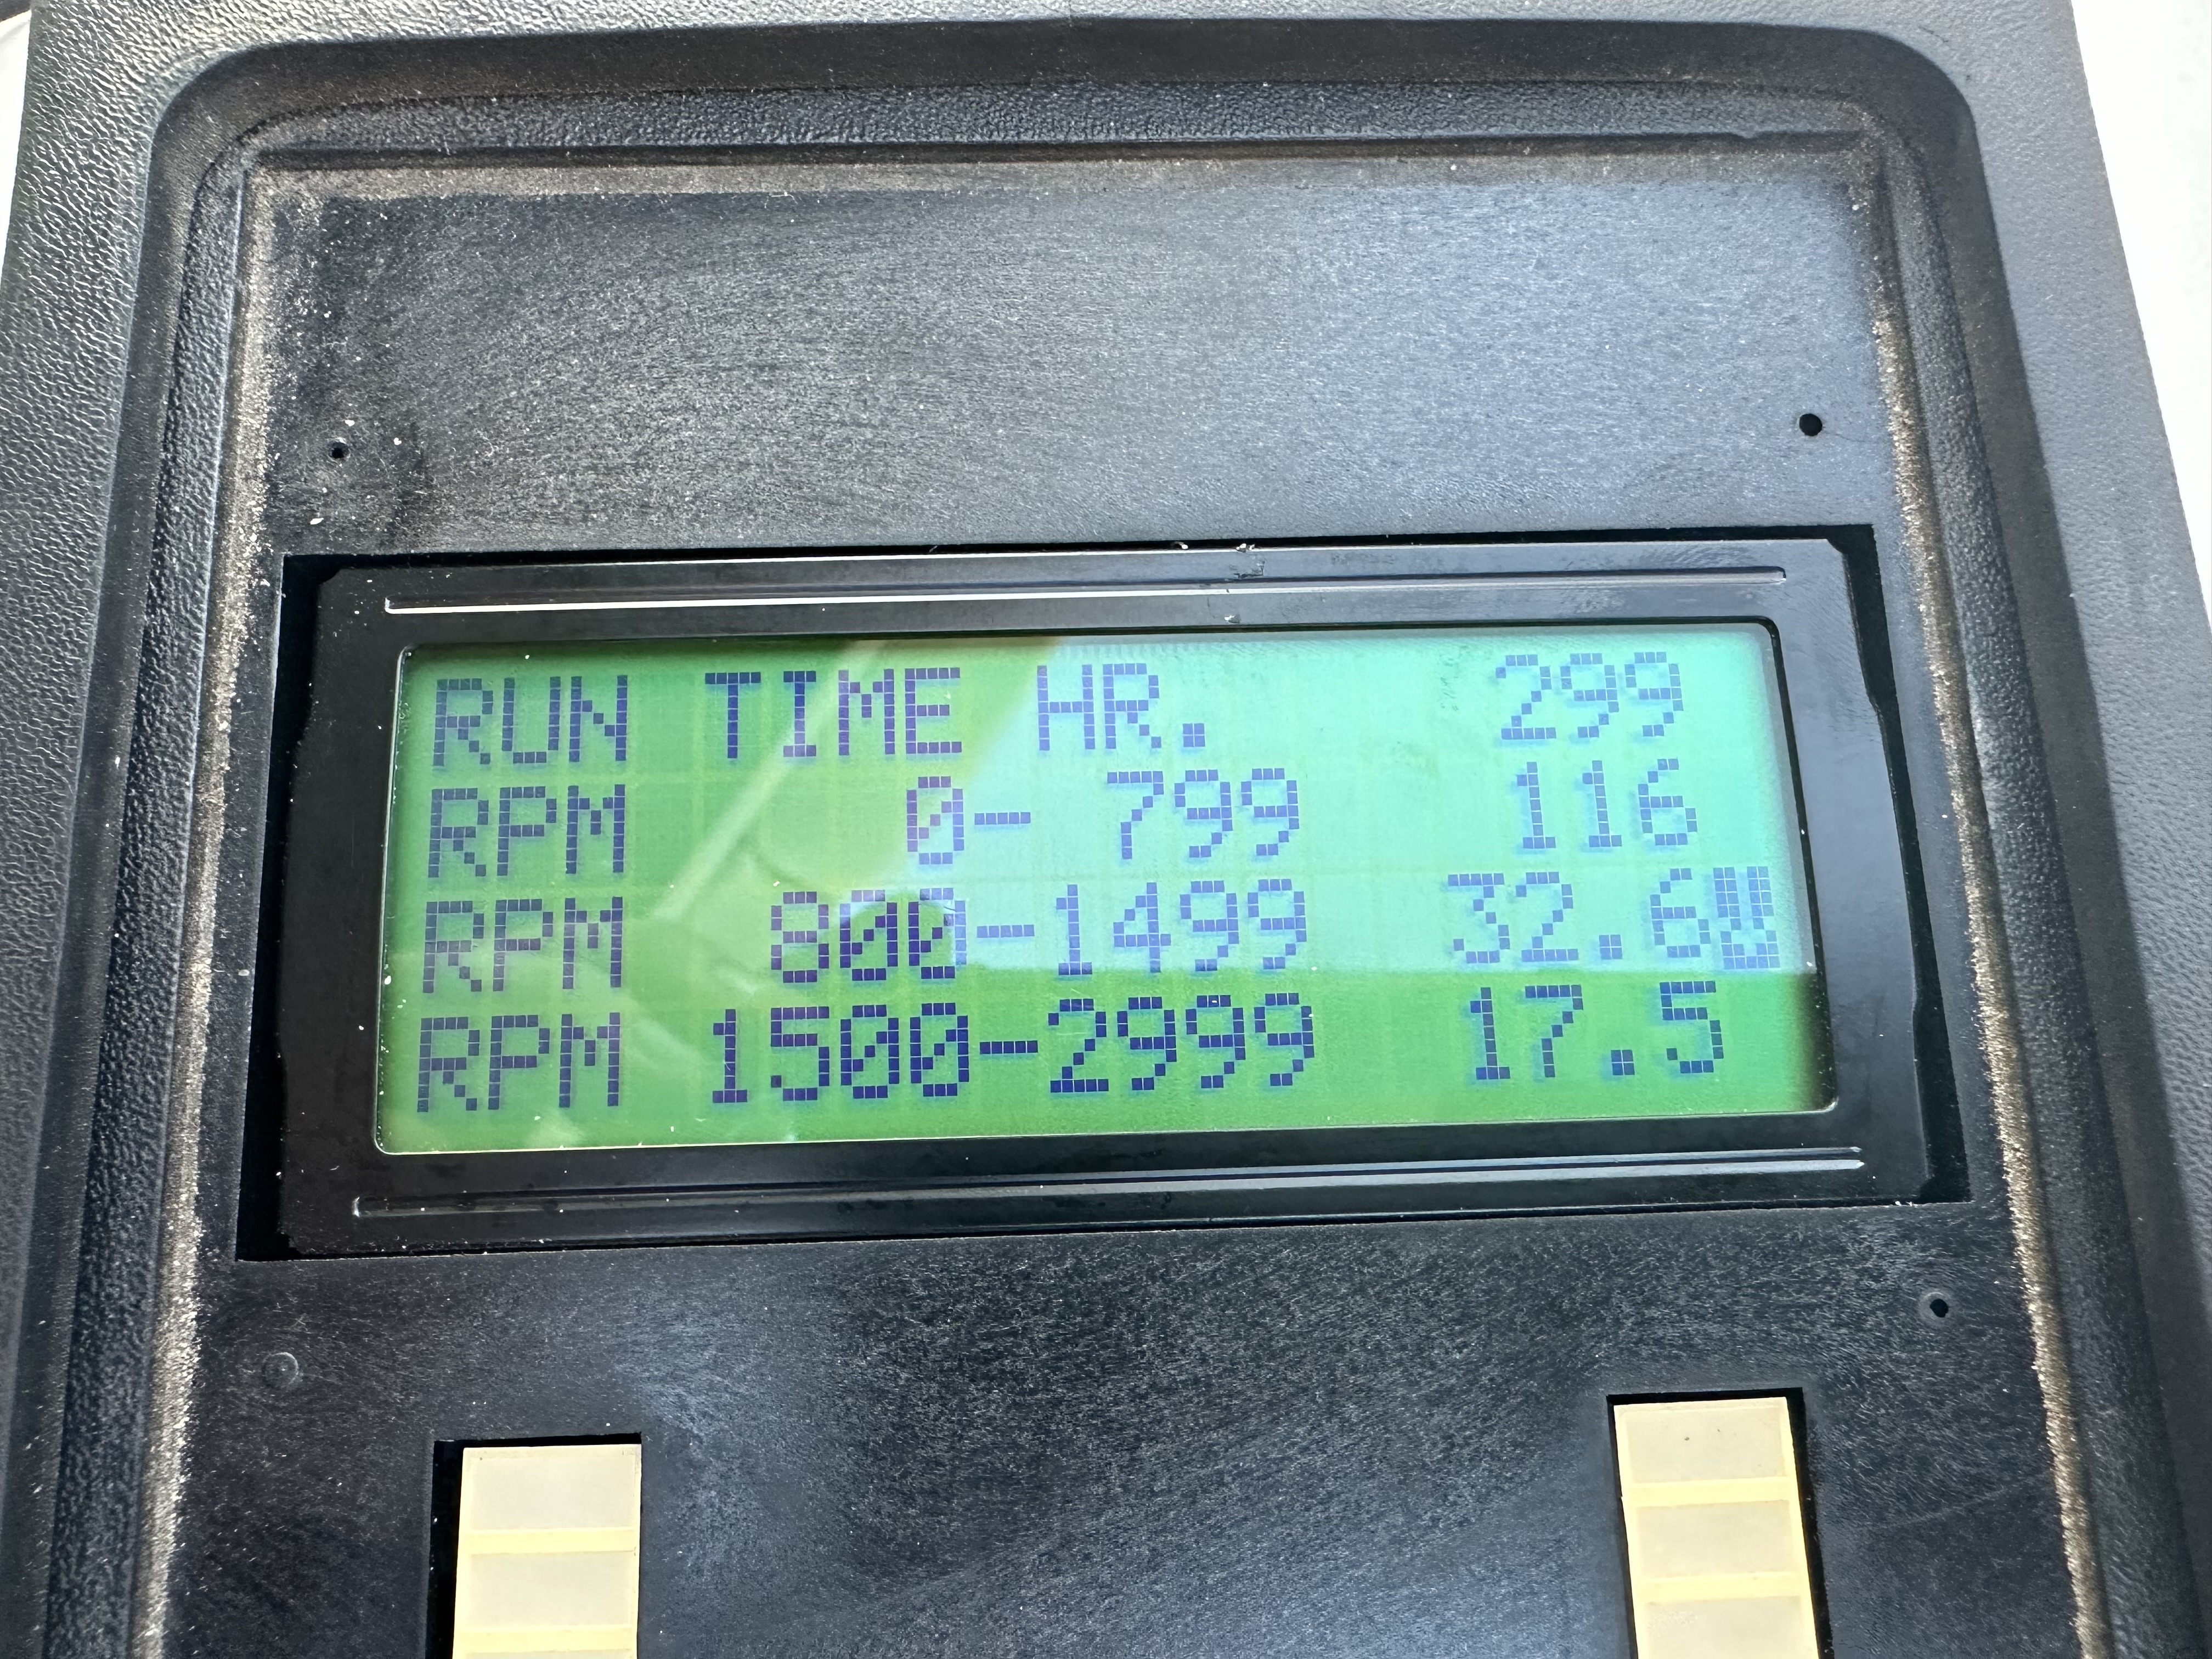 RUN TIME HR. 299
RPM 0- 799 116
RPM 800-1499 32.6
RPM 1500-2999 17.5